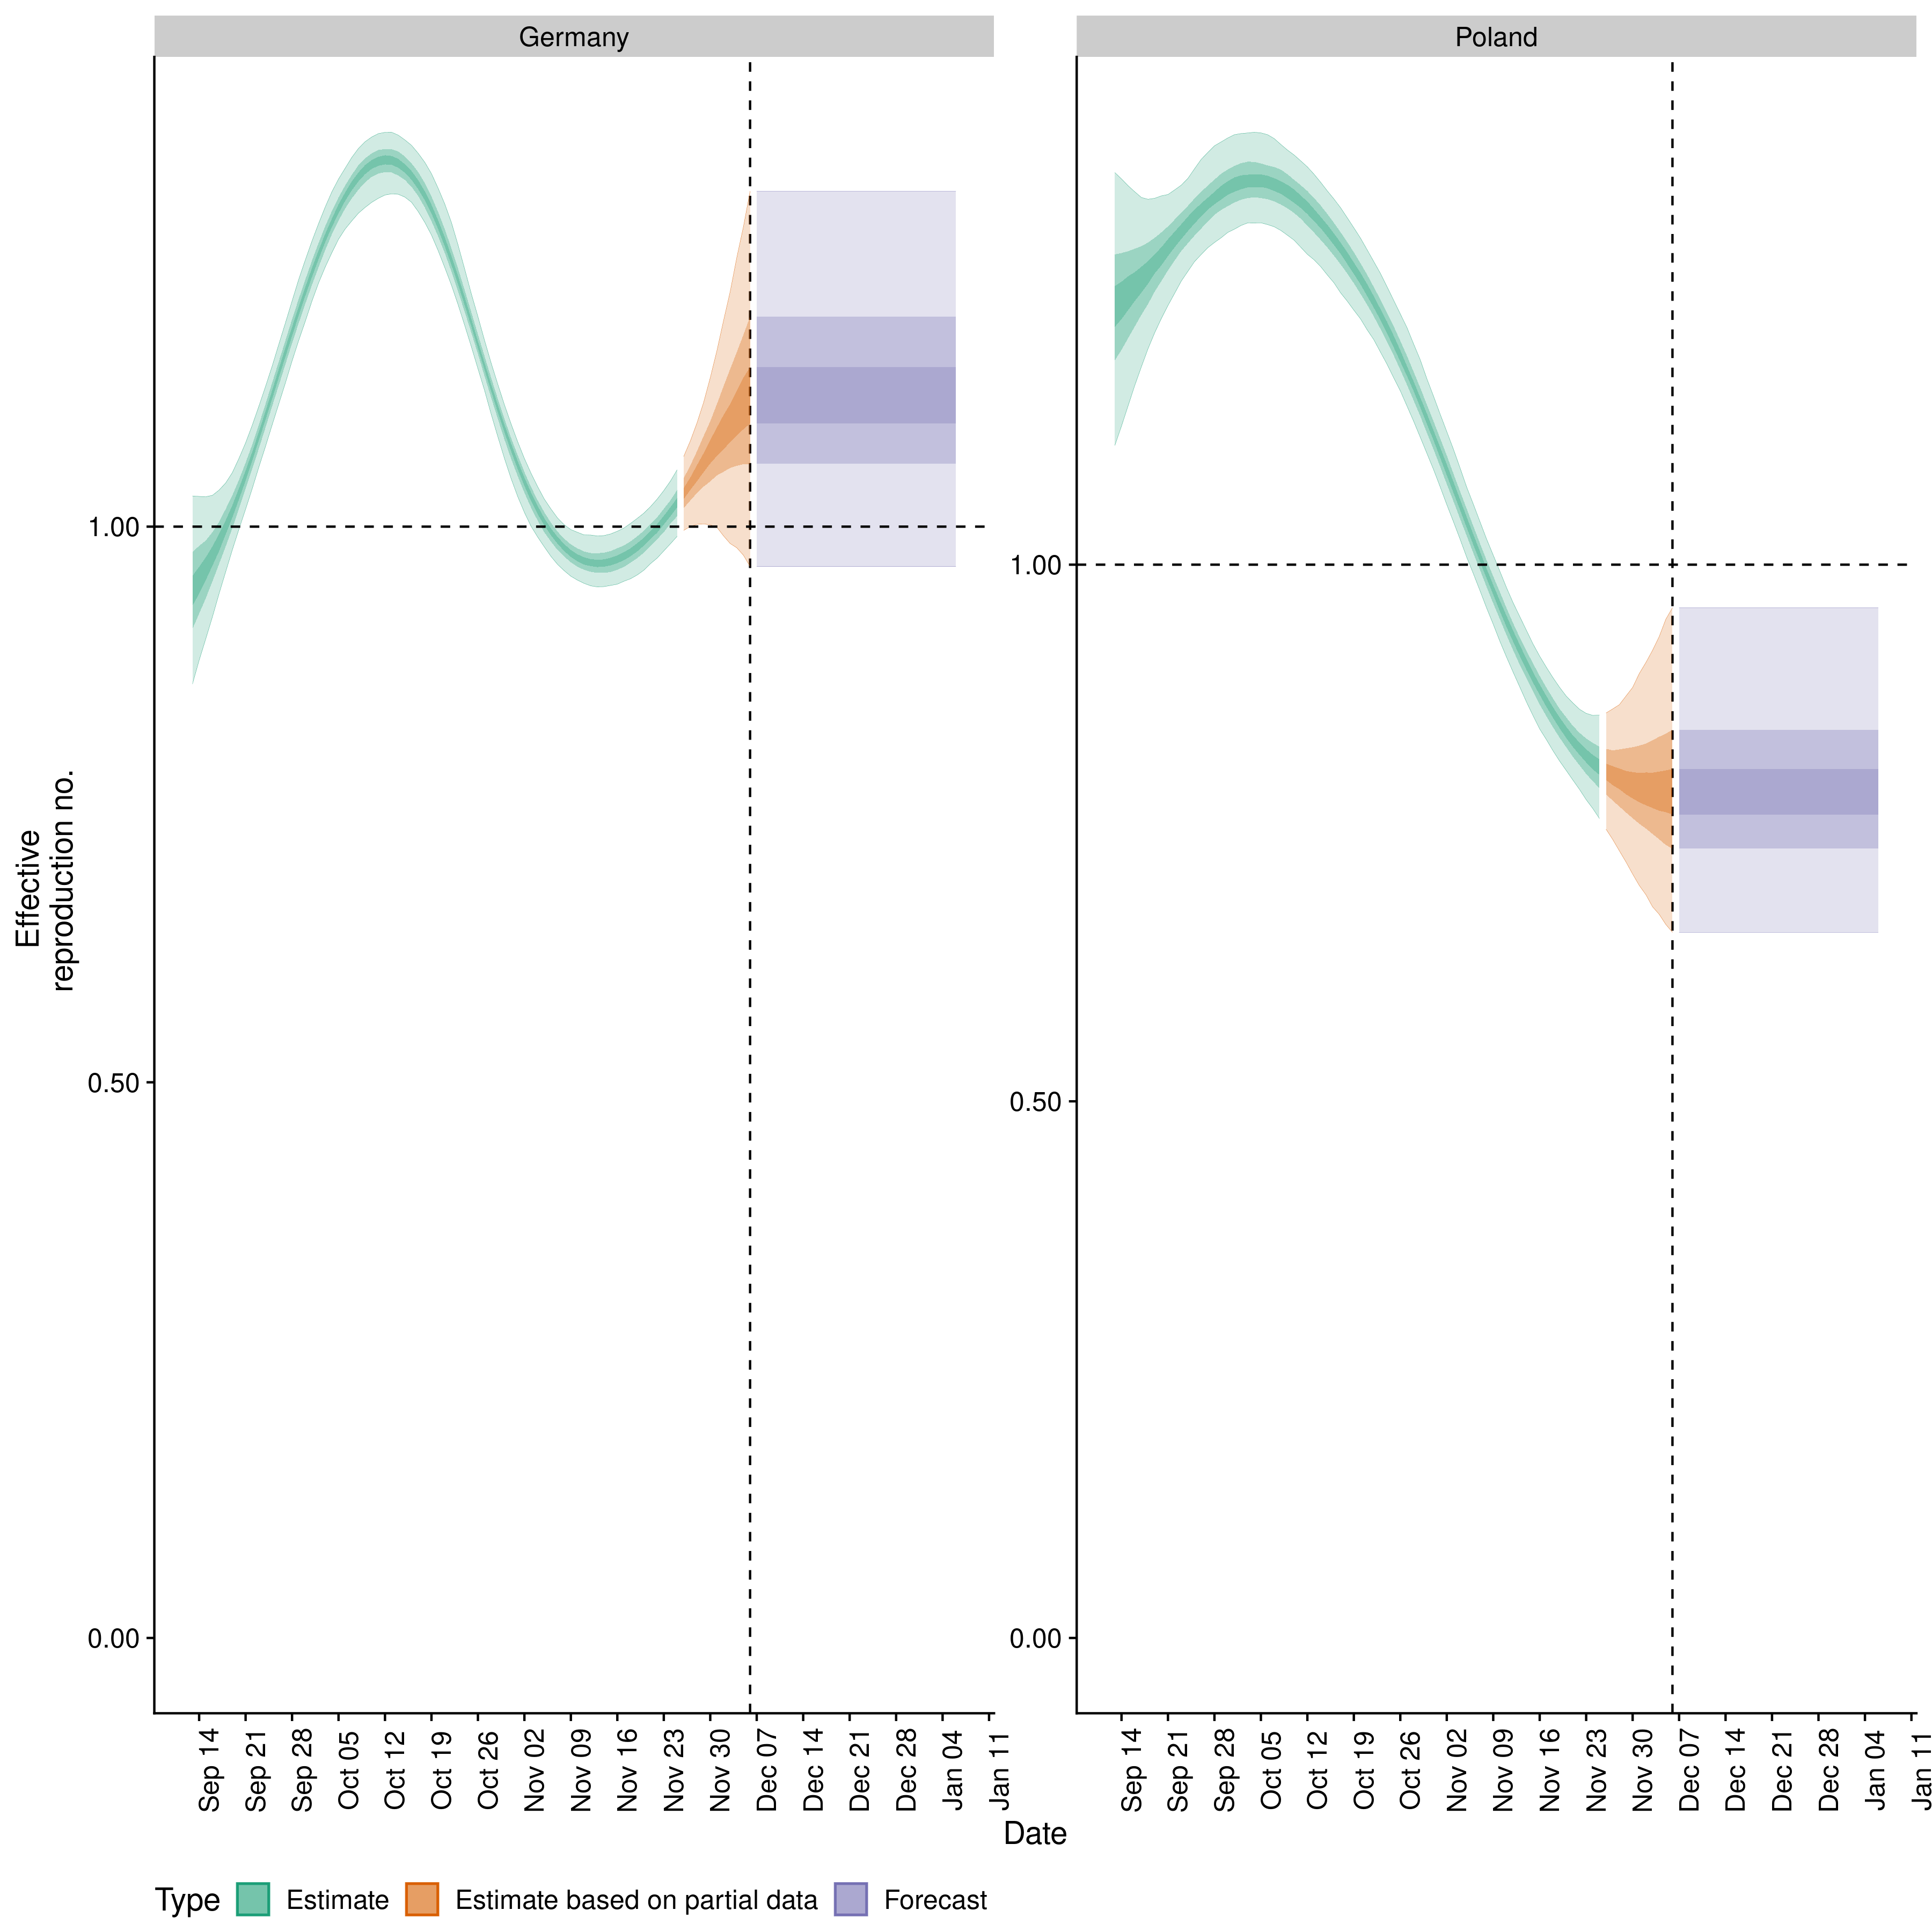 Germany
Poland
Effective
reproduction no.
1.00
0.50
0.00
1.00
0.50
0.00
Sep 14
Sep 21
Sep 28
Oct 05
Oct 12
Oct 19
Oct 26
Nov 02
Nov 09
Nov 16
Nov 23
Nov 30
Dec 07
Dec 14
Dec 21
Dec 28
Jan 04
Jan 11
Sep 14
Sep 21
Sep 28
Oct 05
Oct 12
Oct 19
Oct 26
Nov 02
Nov 09
Nov 16
Nov 23
Nov 30
Dec 07
Dec 14
Dec 21
Dec 28
Jan 04
Jan 11
Date
Type
Estimate
Estimate based on partial data
Forecast